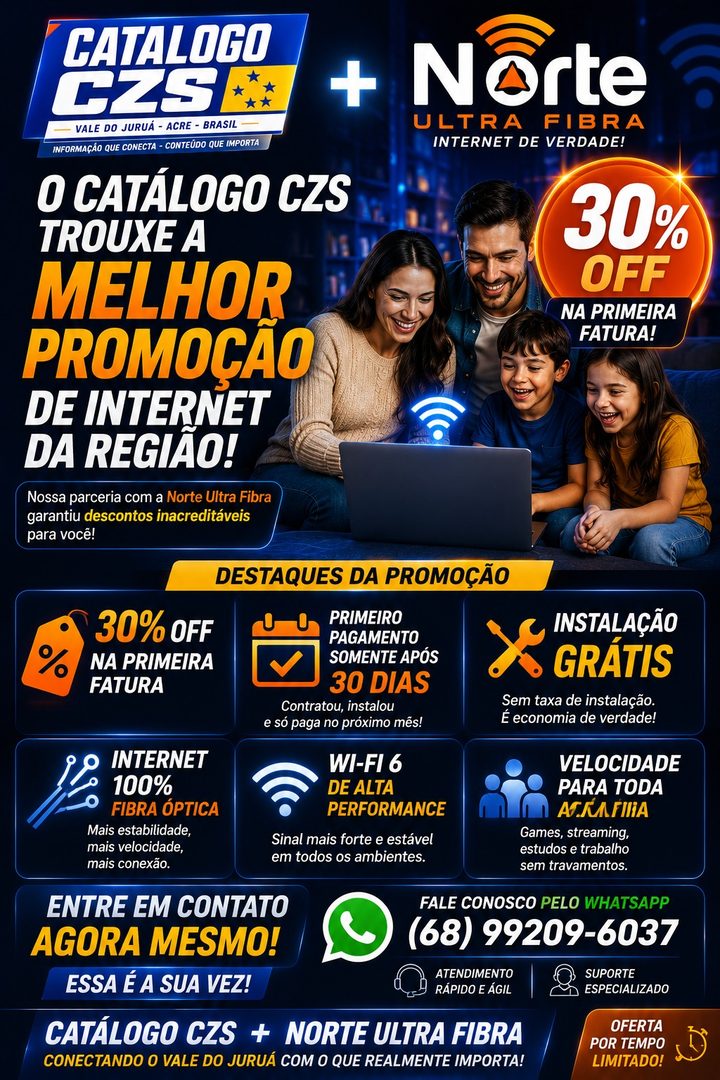 CATALOGO
CZS
VALE DO JURUÁ - ACRE - BRASIL
INFORMAÇÃO QUE CONECTA - CONTEÚDO QUE IMPORTA
+
Norte
ULTRA FIBRA
INTERNET DE VERDADE!
O CATÁLOGO CZS
TROUXE A
MELHOR
PROMOÇÃO
DE INTERNET
DA REGIÃO!
30%
OFF
NA PRIMEIRA
FATURA!
Nossa parceria com a Norte Ultra Fibra
garantiu descontos inacreditáveis
para você!
DESTAQUES DA PROMOÇÃO
30% OFF
NA PRIMEIRA
FATURA
PRIMEIRO
PAGAMENTO
SOMENTE APÓS
30 DIAS
Contratou, instalou
e só paga no próximo mês!
INSTALAÇÃO
GRÁTIS
Sem taxa de instalação.
É economia de verdade!
INTERNET
100%
FIBRA ÓPTICA
Mais estabilidade,
mais velocidade,
mais conexão.
WI-FI 6
DE ALTA
PERFORMANCE
Sinal mais forte e estável
em todos os ambientes.
VELOCIDADE
PARA TODA
Games, streaming,
estudos e trabalho
sem travamentos.
ENTRE EM CONTATO
AGORA MESMO!
ESSA É A SUA VEZ!
FALE CONOSCO PELO WHATSAPP
(68) 99209-6037
ATENDIMENTO
RÁPIDO E ÁGIL
SUPORTE
ESPECIALIZADO
CATÁLOGO CZS + NORTE ULTRA FIBRA
CONECTANDO O VALE DO JURUÁ COM O QUE REALMENTE IMPORTA!
OFERTA
POR TEMPO
LIMITADO!